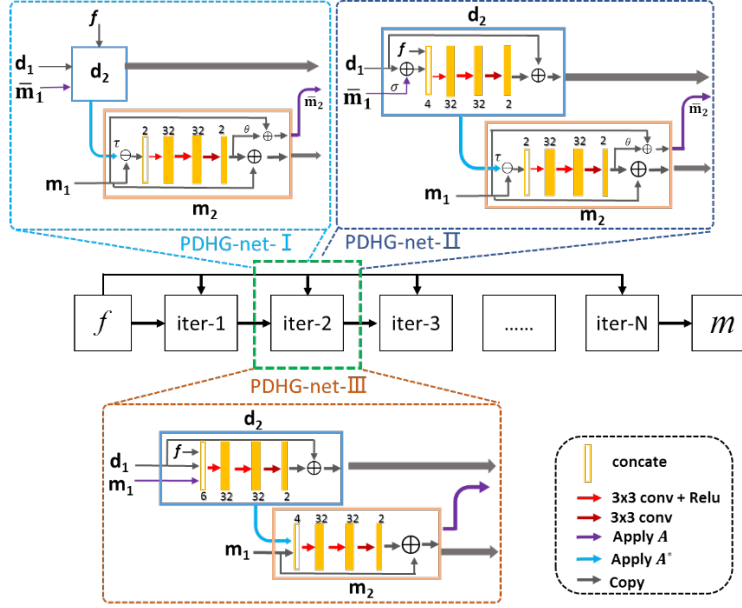 f
d₁
m̄₁
d₂
m̄₂
2 32 32 2
τ
θ
m₁
m₂
PDHG-net-Ⅰ
d₂
f
d₁
m̄₁
σ
4 32 32 2
m̄₂
2 32 32 2
τ
θ
m₁
m₂
PDHG-net-Ⅱ
f
iter-1
iter-2
iter-3
......
iter-N
m
PDHG-net-Ⅲ
d₂
f
d₁
m₁
6 32 32 2
4 32 32 2
m₁
m₂
concate
3x3 conv + Relu
3x3 conv
Apply A
Apply A*
Copy